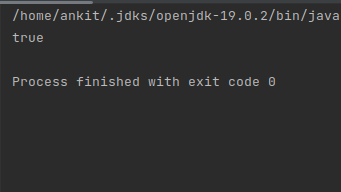 /home/ankit/.jdks/openjdk-19.0.2/bin/java
true
Process finished with exit code 0